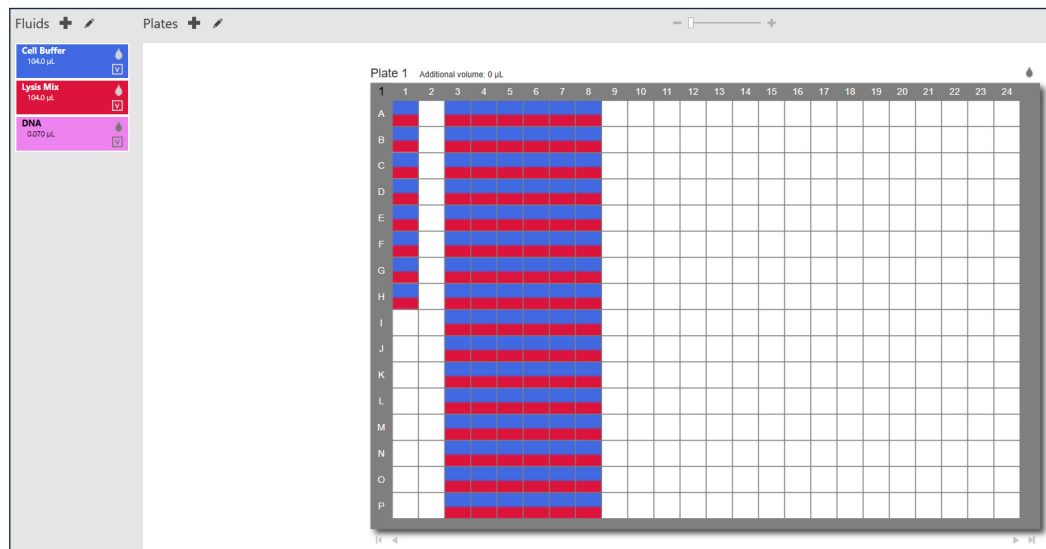 Fluids
Plates
Cell Buffer
104.0 µL
V
Lysis Mix
104.0 µL
V
DNA
0.070 µL
V
Plate 1 Additional volume: 0 µL
1 1 2 3 4 5 6 7 8 9 10 11 12 13 14 15 16 17 18 19 20 21 22 23 24
A
B
C
D
E
F
G
H
I
J
K
L
M
N
O
P